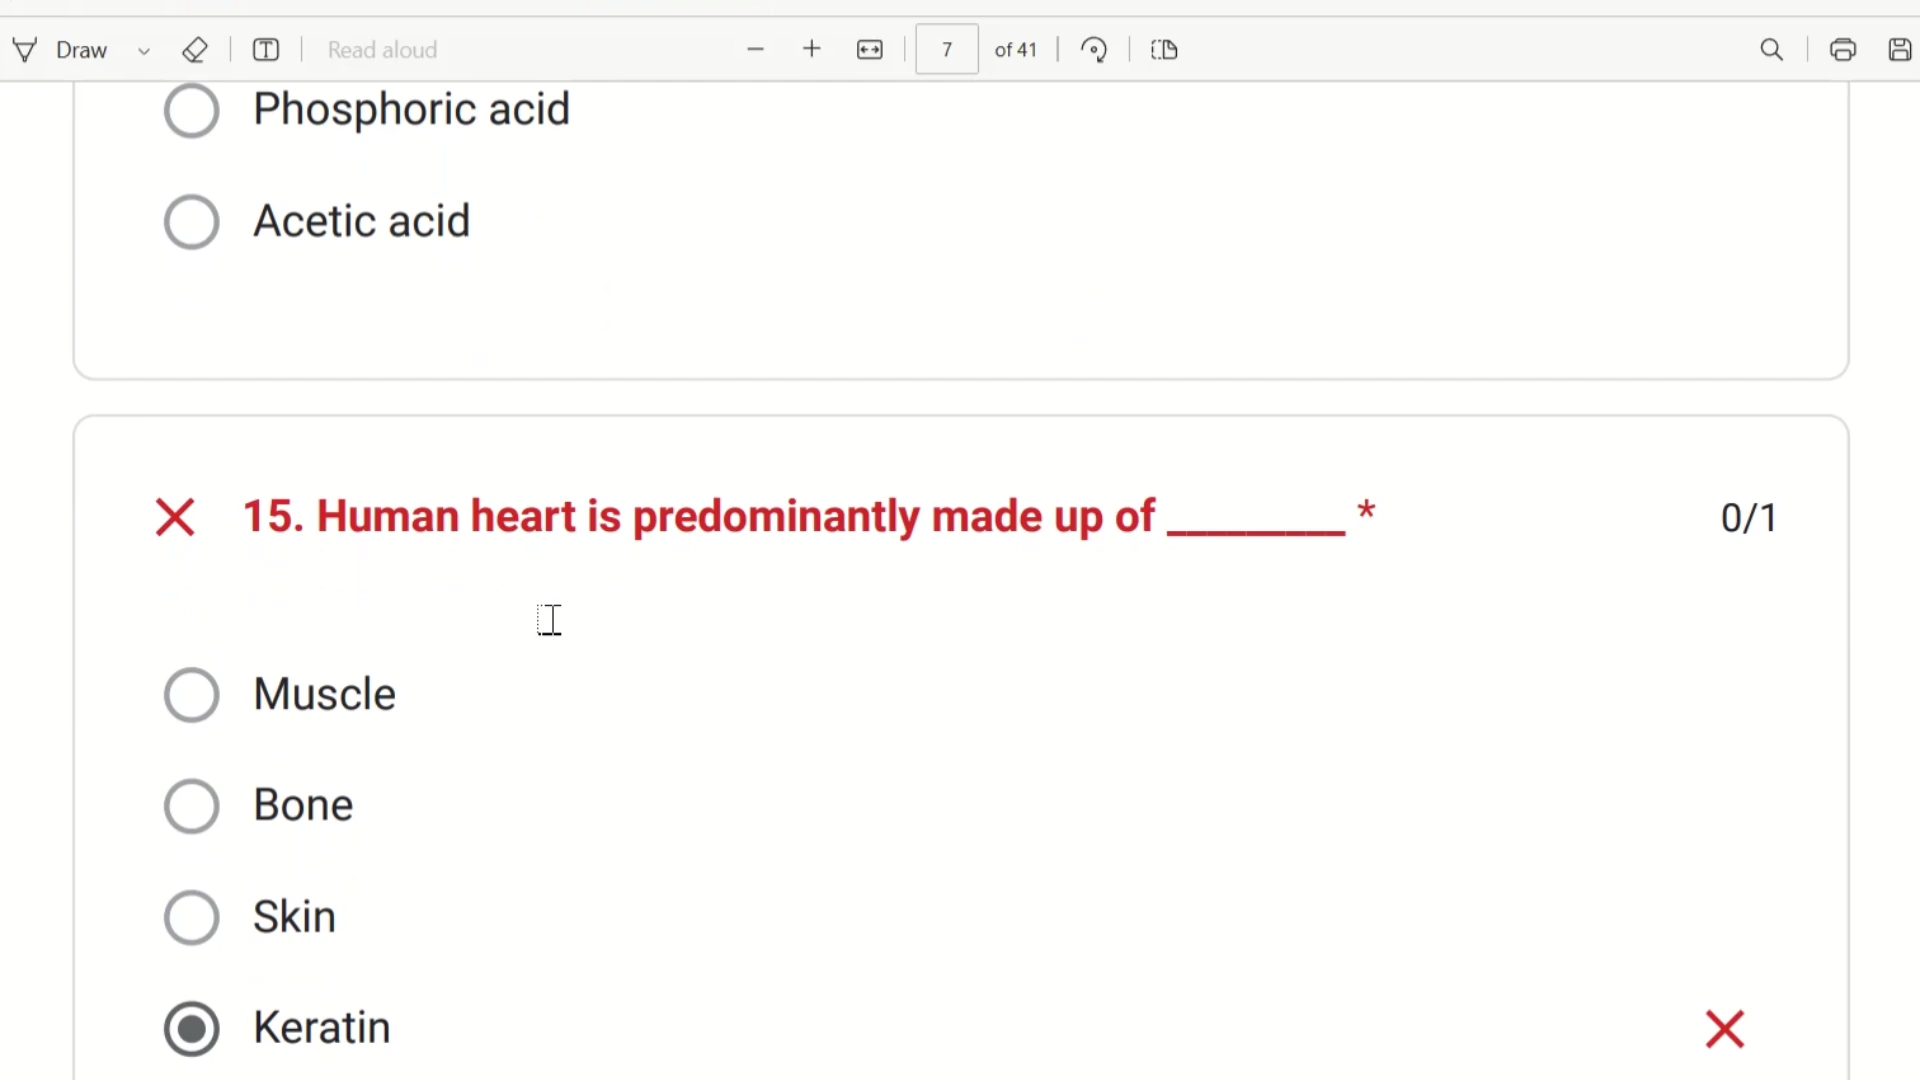 Draw Read aloud 7 of 41
Phosphoric acid
Acetic acid
15. Human heart is predominantly made up of _________ * 0/1
Muscle
Bone
Skin
Keratin